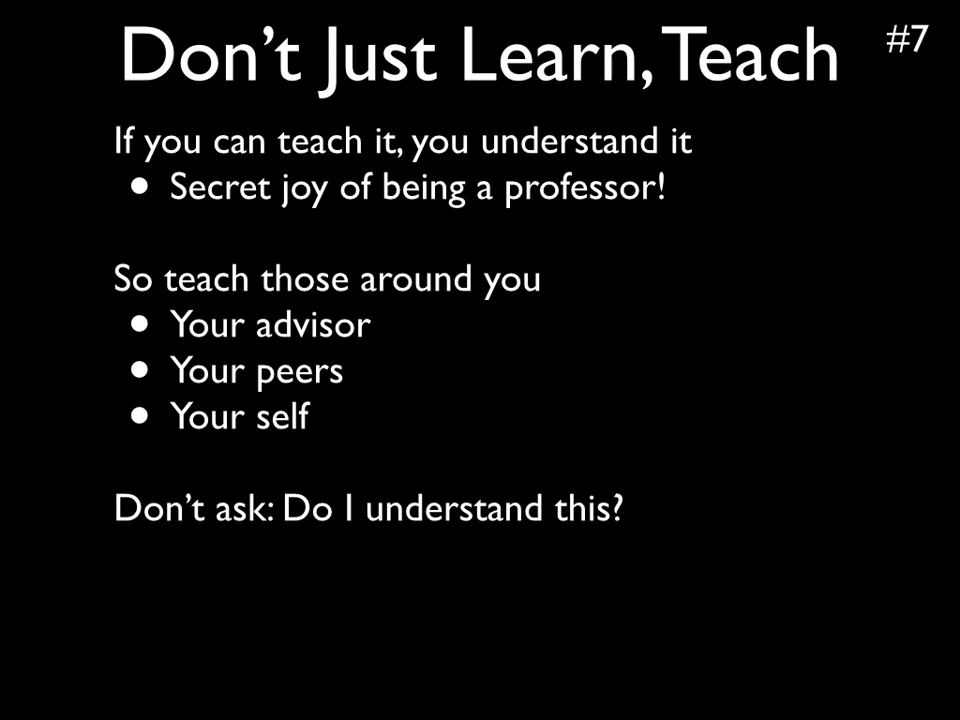 Don’t Just Learn, Teach
#7
If you can teach it, you understand it
• Secret joy of being a professor!
So teach those around you
• Your advisor
• Your peers
• Your self
Don’t ask: Do I understand this?